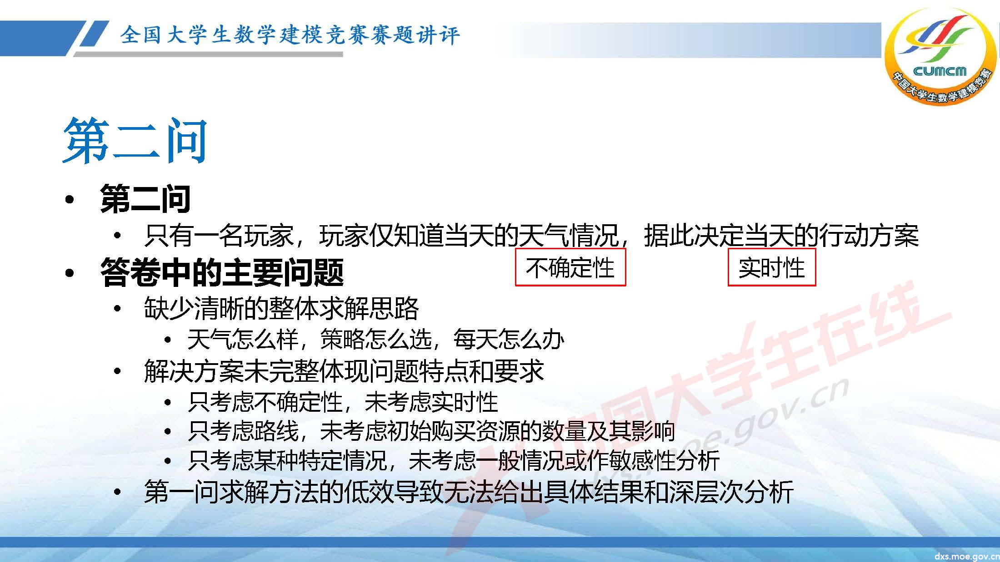 全国大学生数学建模竞赛赛题讲评
CUMCM
中国大学生数学建模竞赛
第二问
• 第二问
• 只有一名玩家，玩家仅知道当天的天气情况，据此决定当天的行动方案
不确定性
实时性
• 答卷中的主要问题
• 缺少清晰的整体求解思路
• 天气怎么样，策略怎么选，每天怎么办
• 解决方案未完整体现问题特点和要求
• 只考虑不确定性，未考虑实时性
• 只考虑路线，未考虑初始购买资源的数量及其影响
• 只考虑某种特定情况，未考虑一般情况或作敏感性分析
• 第一问求解方法的低效导致无法给出具体结果和深层次分析
中国大学生在线
dxs.moe.gov.cn
dxs.moe.gov.cn